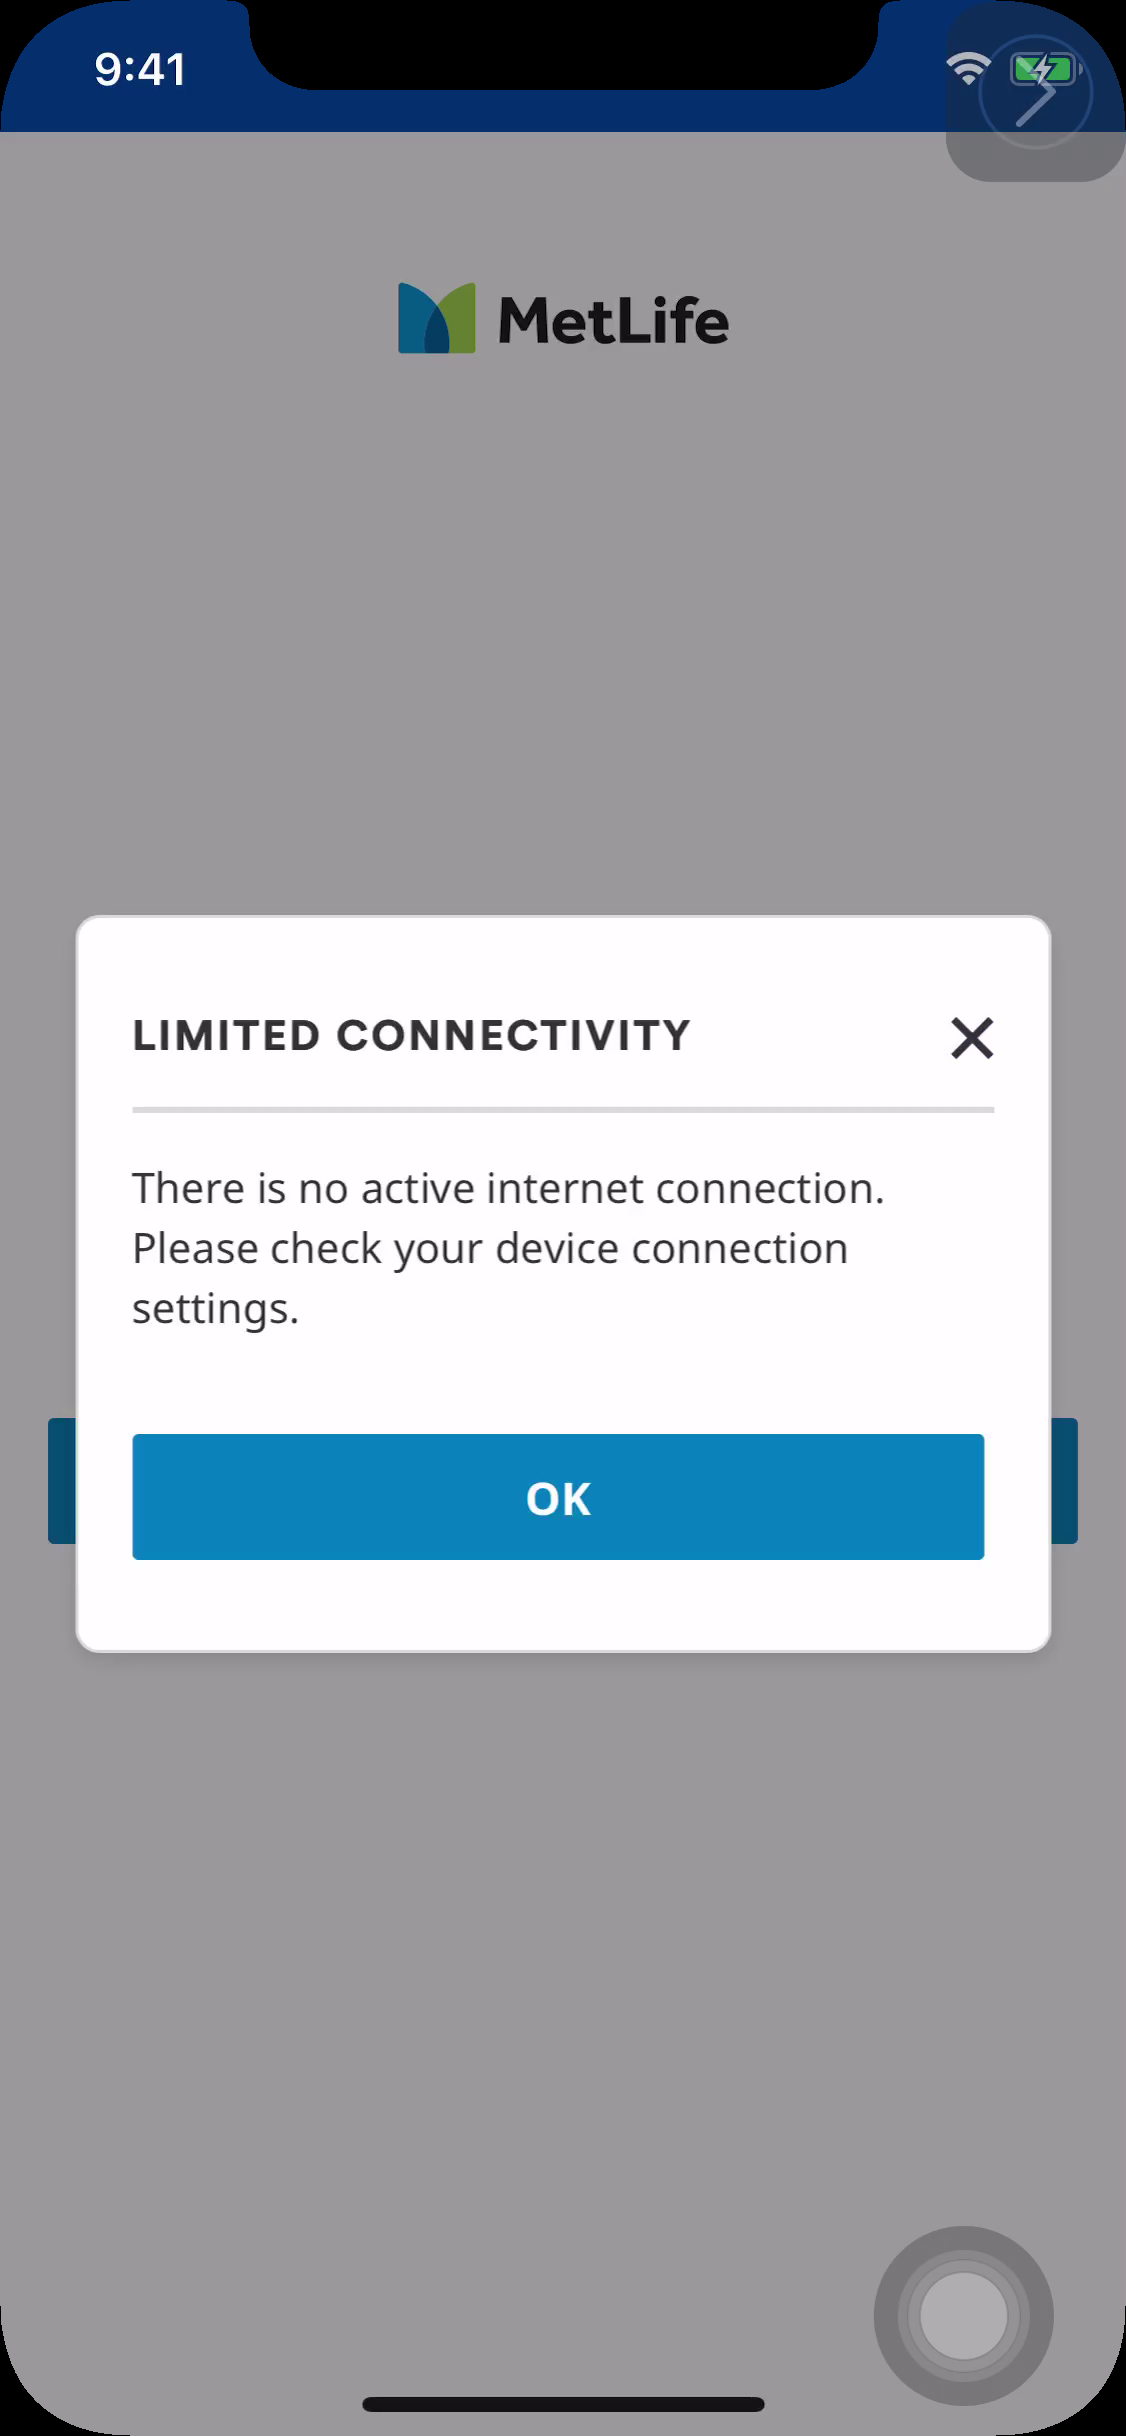 9:41
MetLife
LIMITED CONNECTIVITY
There is no active internet connection.
Please check your device connection
settings.
OK